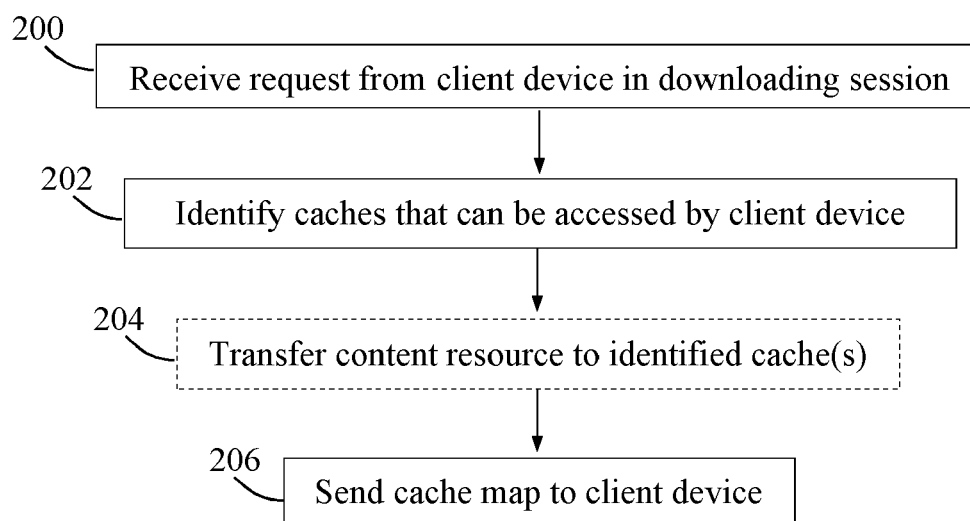 200
Receive request from client device in downloading session
202
Identify caches that can be accessed by client device
204
Transfer content resource to identified cache(s)
206
Send cache map to client device